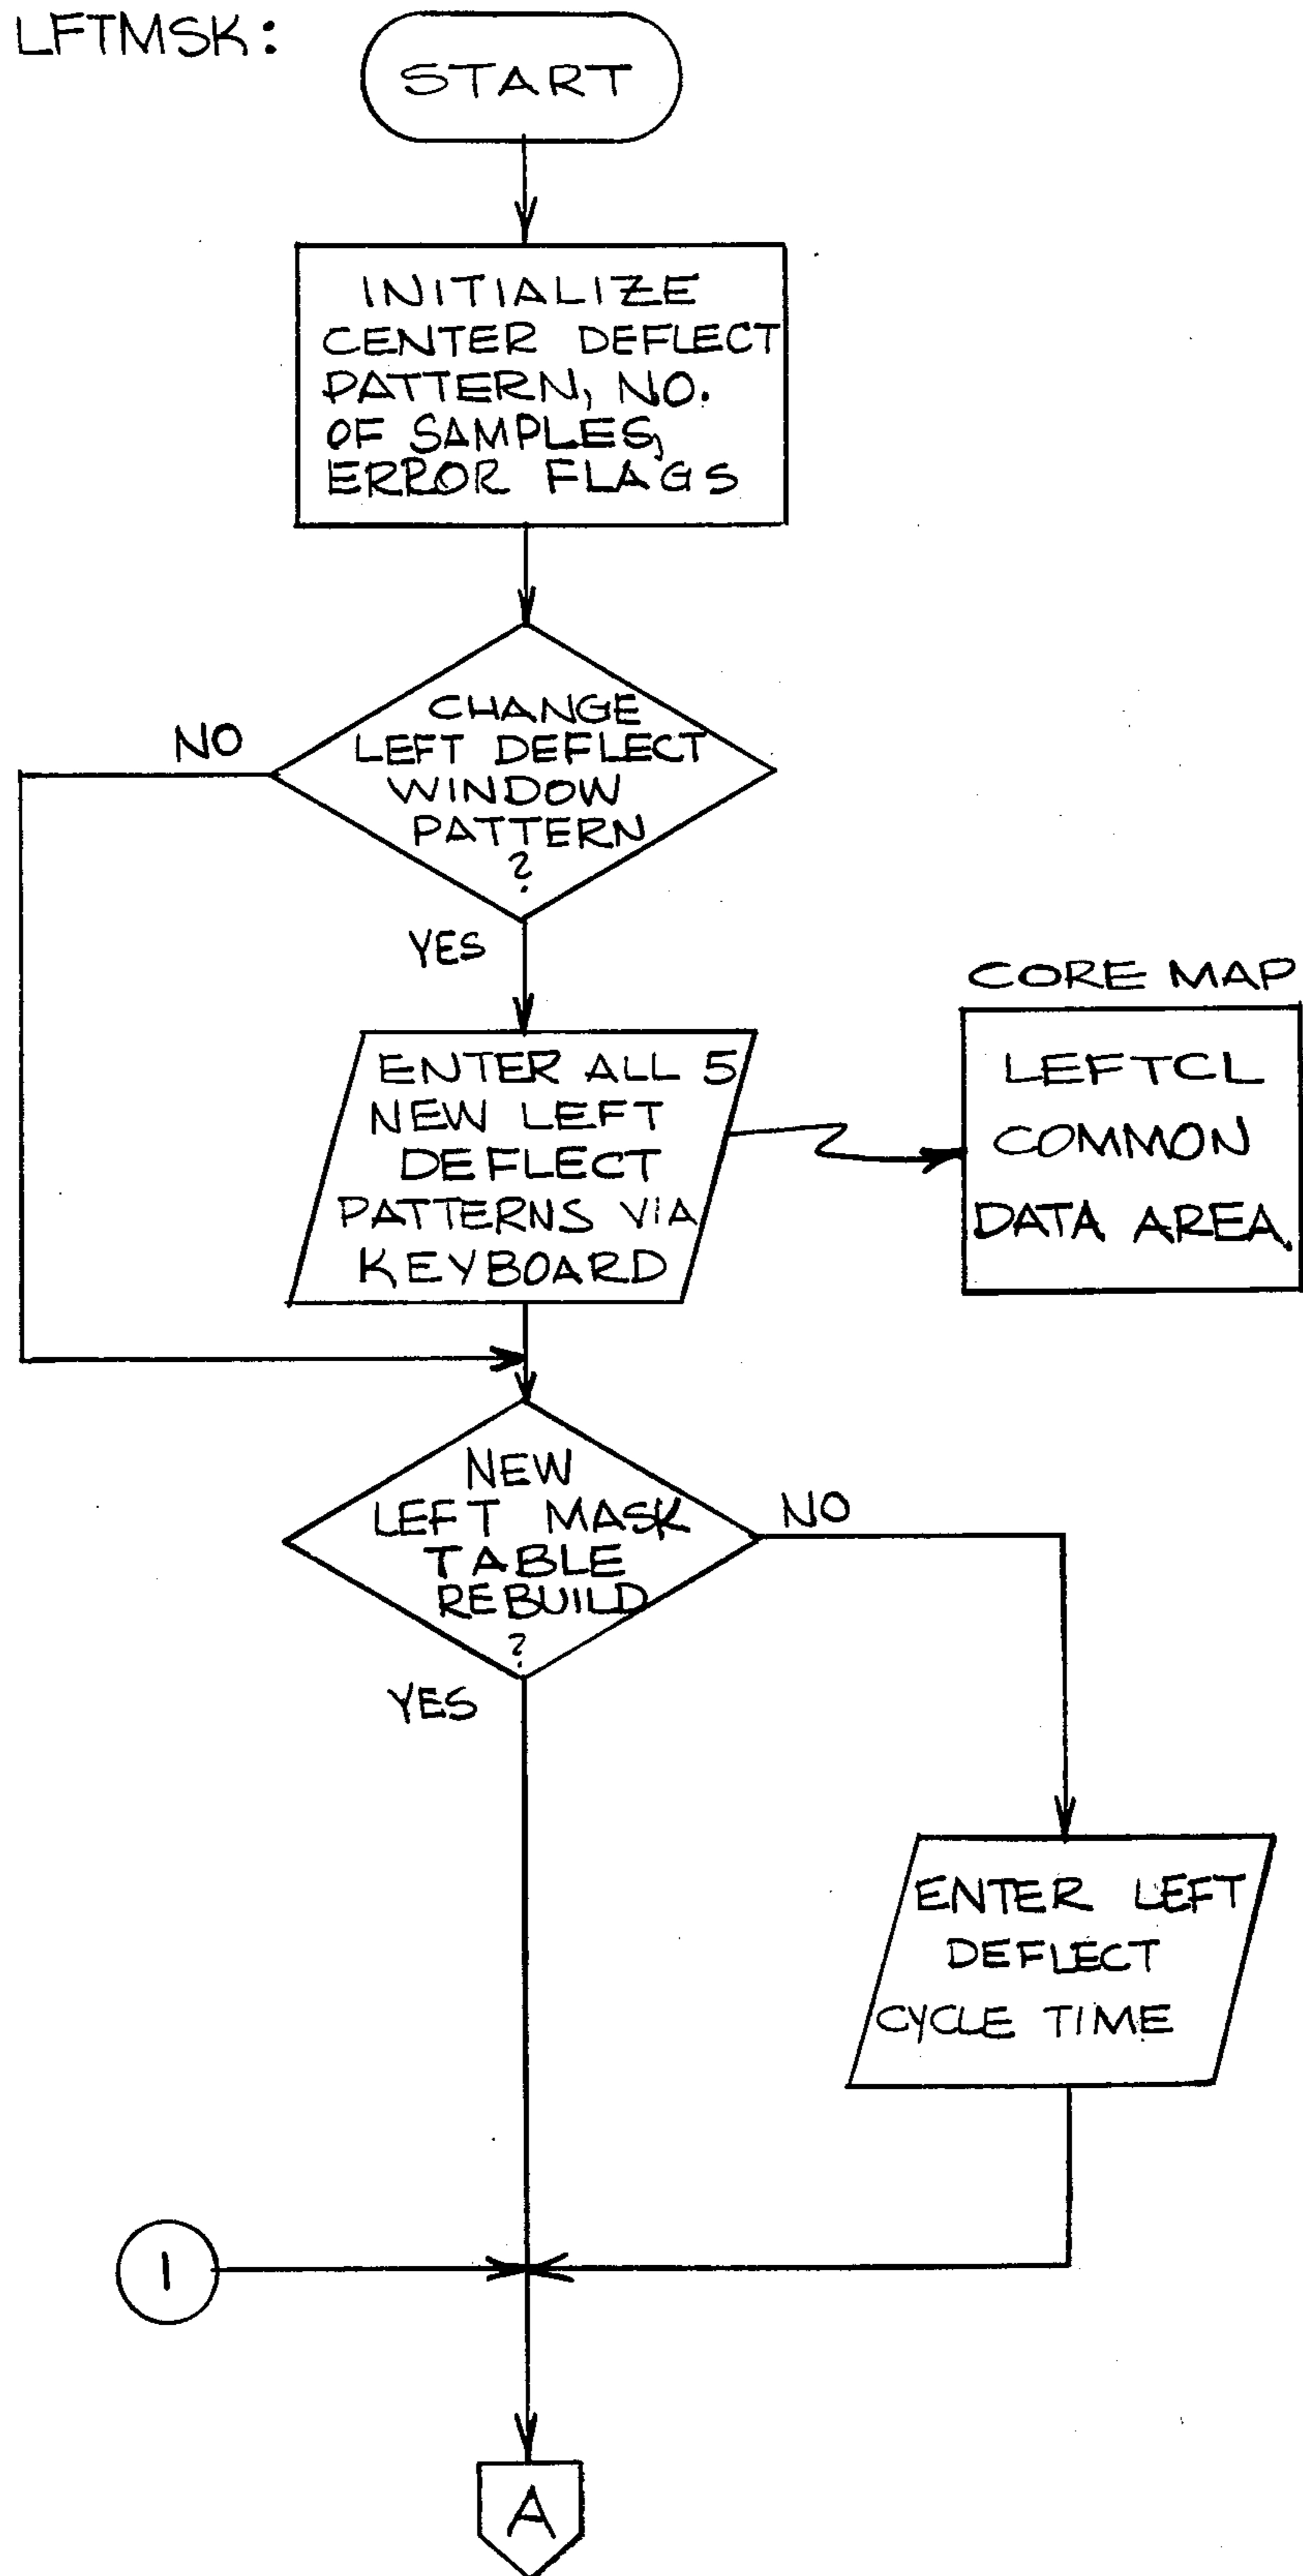 LFTMSK:
START
INITIALIZE
CENTER DEFLECT
PATTERN, NO.
OF SAMPLES,
ERROR FLAGS
CHANGE
LEFT DEFLECT
WINDOW
PATTERN
?
NO
YES
ENTER ALL 5
NEW LEFT
DEFLECT
PATTERNS VIA
KEYBOARD
CORE MAP
LEFTCL
COMMON
DATA AREA.
NEW
LEFT MASK
TABLE
REBUILD
?
NO
YES
ENTER LEFT
DEFLECT
CYCLE TIME
1
A